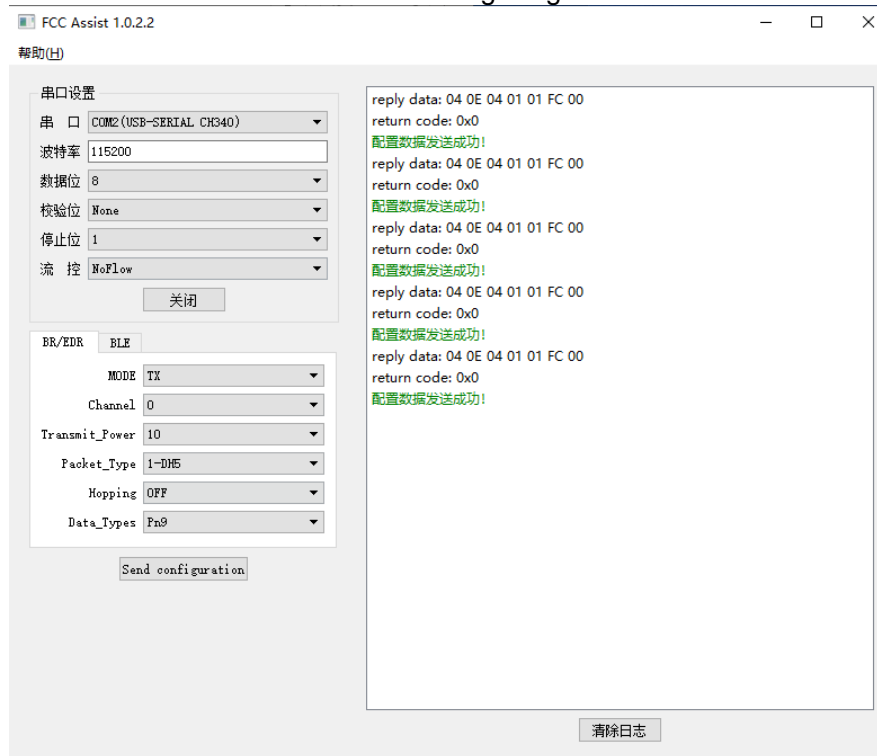 FCC Assist 1.0.2.2
帮助(H)
串口设置
串 口 COM2(USB-SERIAL CH340)
波特率 115200
数据位 8
校验位 None
停止位 1
流 控 NoFlow
关闭
BR/EDR BLE
MODE TX
Channel 0
Transmit_Power 10
Packet_Type 1-DH5
Hopping OFF
Data_Types Pn9
Send configuration
reply data: 04 0E 04 01 01 FC 00
return code: 0x0
配置数据发送成功!
reply data: 04 0E 04 01 01 FC 00
return code: 0x0
配置数据发送成功!
reply data: 04 0E 04 01 01 FC 00
return code: 0x0
配置数据发送成功!
reply data: 04 0E 04 01 01 FC 00
return code: 0x0
配置数据发送成功!
reply data: 04 0E 04 01 01 FC 00
return code: 0x0
配置数据发送成功!
清除日志